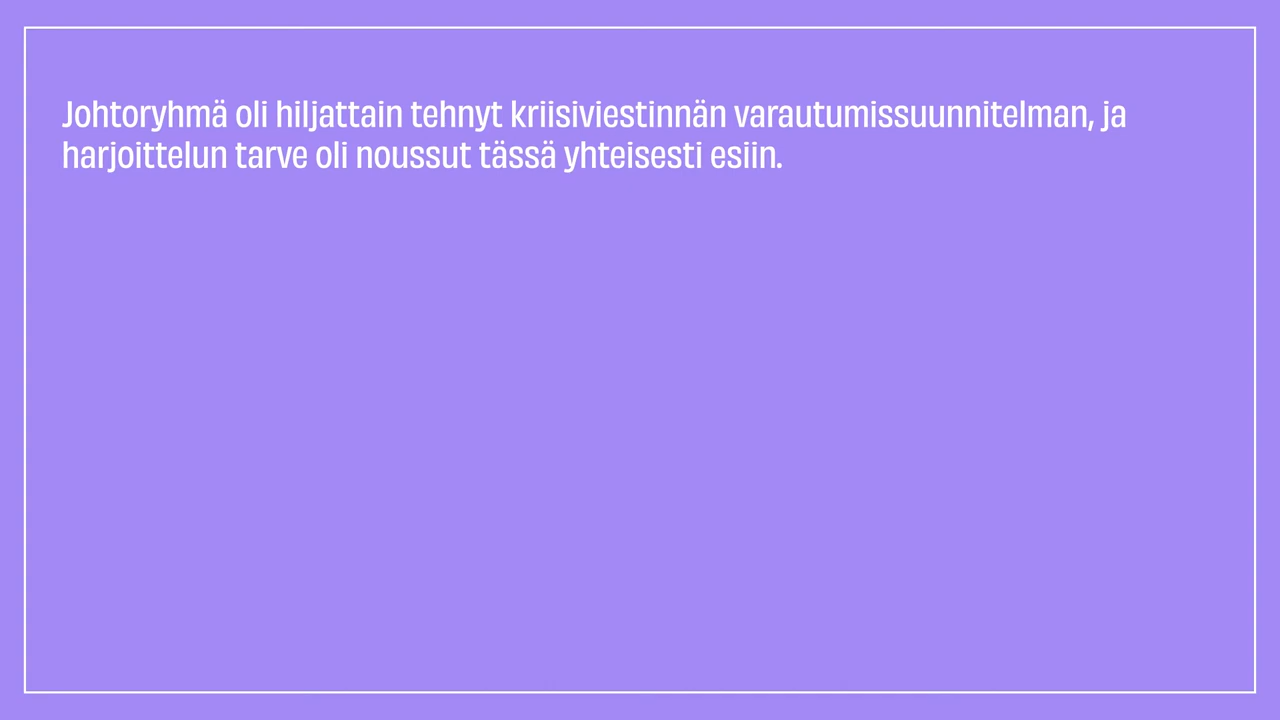 Johtoryhmä oli hiljattain tehnyt kriisiviestinnän varautumissuunnitelman, ja
harjoittelun tarve oli noussut tässä yhteisesti esiin.